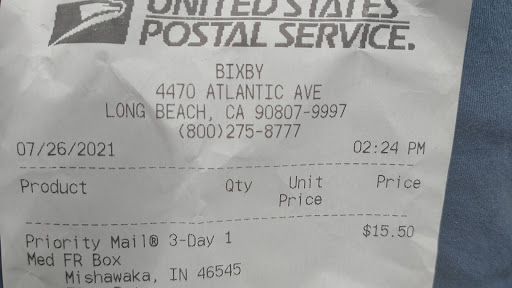 UNITED STATES
POSTAL SERVICE.
BIXBY
4470 ATLANTIC AVE
LONG BEACH, CA 90807-9997
(800)275-8777
07/26/2021 02:24 PM
Product Qty Unit Price
Price
Priority Mail® 3-Day 1 $15.50
Med FR Box
Mishawaka, IN 46545